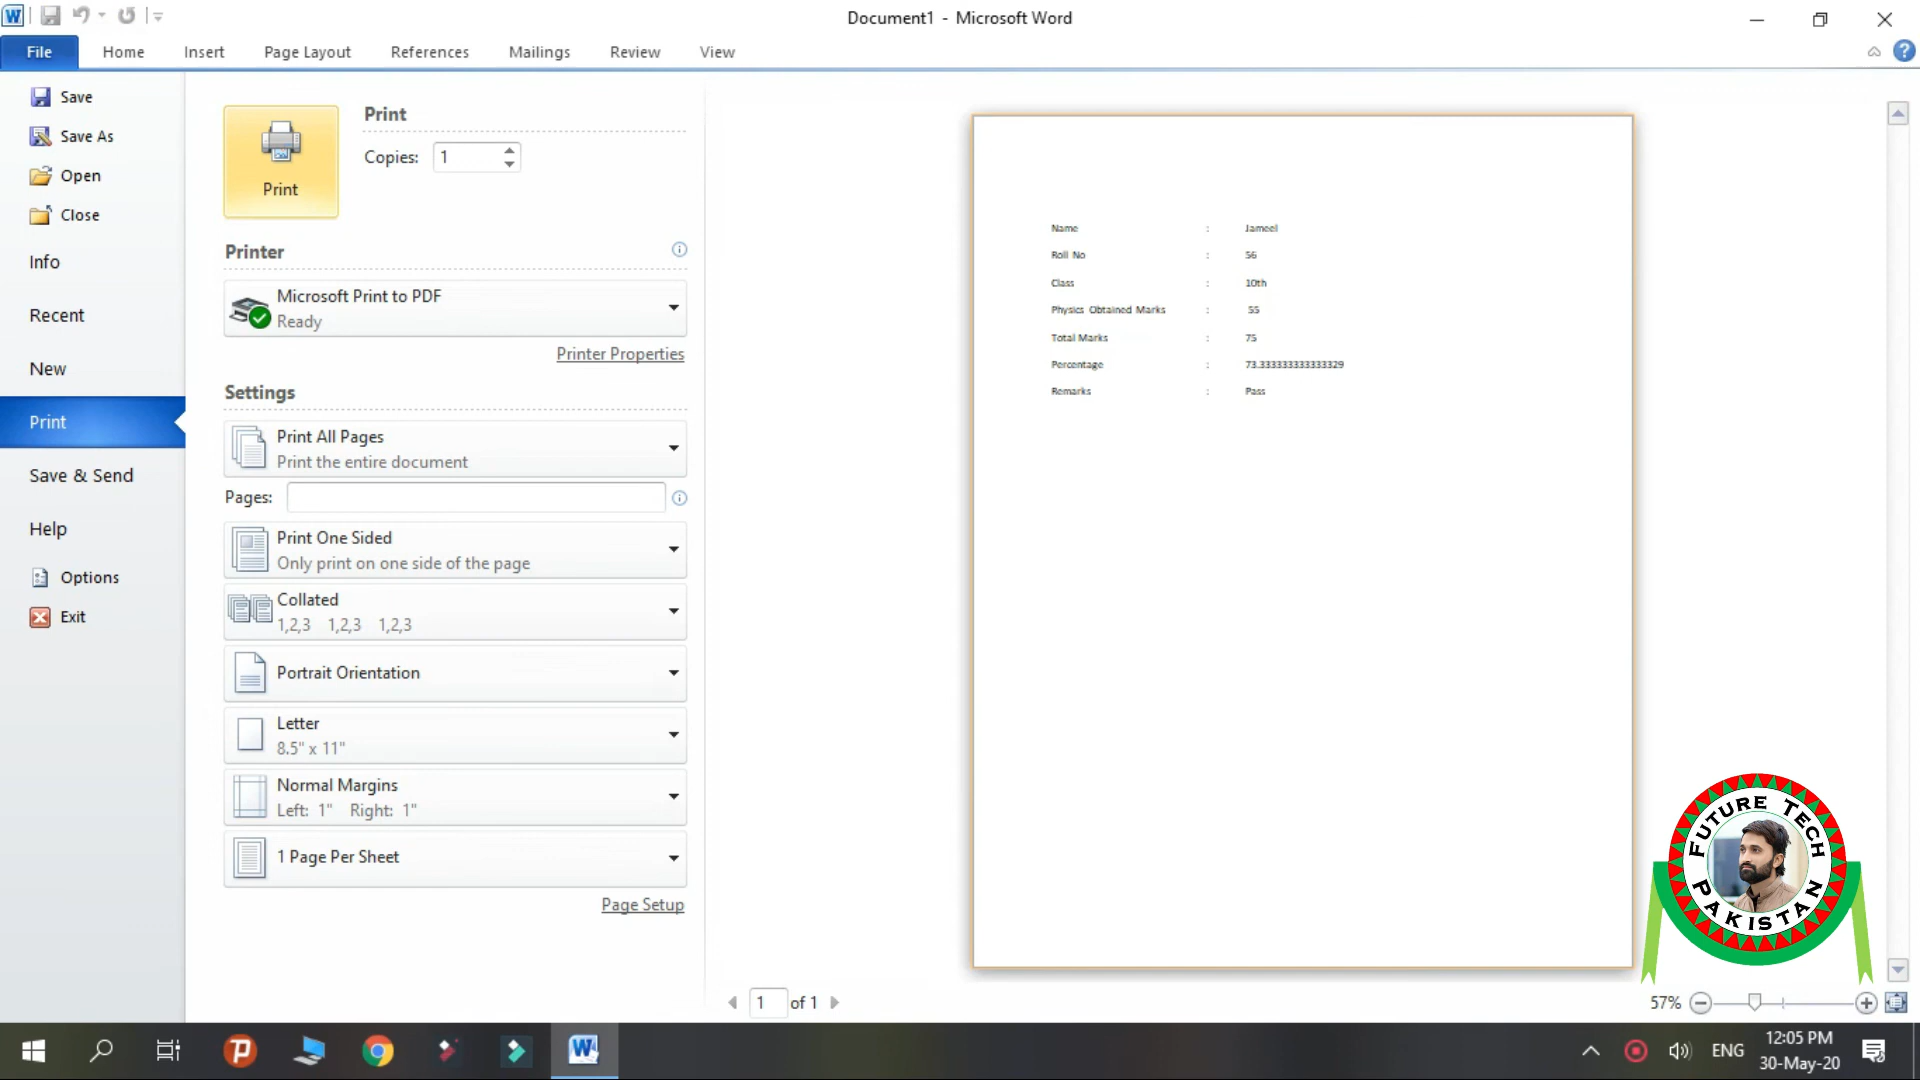 Document1 - Microsoft Word
File Home Insert Page Layout References Mailings Review View
Save
Save As
Open
Close
Info
Recent
New
Print
Save & Send
Help
Options
Exit
Print
Print
Copies: 1
Printer
Microsoft Print to PDF
Ready
Printer Properties
Settings
Print All Pages
Print the entire document
Pages:
Print One Sided
Only print on one side of the page
Collated
1,2,3 1,2,3 1,2,3
Portrait Orientation
Letter
8.5" x 11"
Normal Margins
Left: 1" Right: 1"
1 Page Per Sheet
Page Setup
Name : Jameel
Roll No : 56
Class : 10th
Physics Obtained Marks : 55
Total Marks : 75
Percentage : 73.333333333333329
Remarks : Pass
FUTURE TECH
PAKISTAN
1 of 1
57%
ENG
12:05 PM
30-May-20